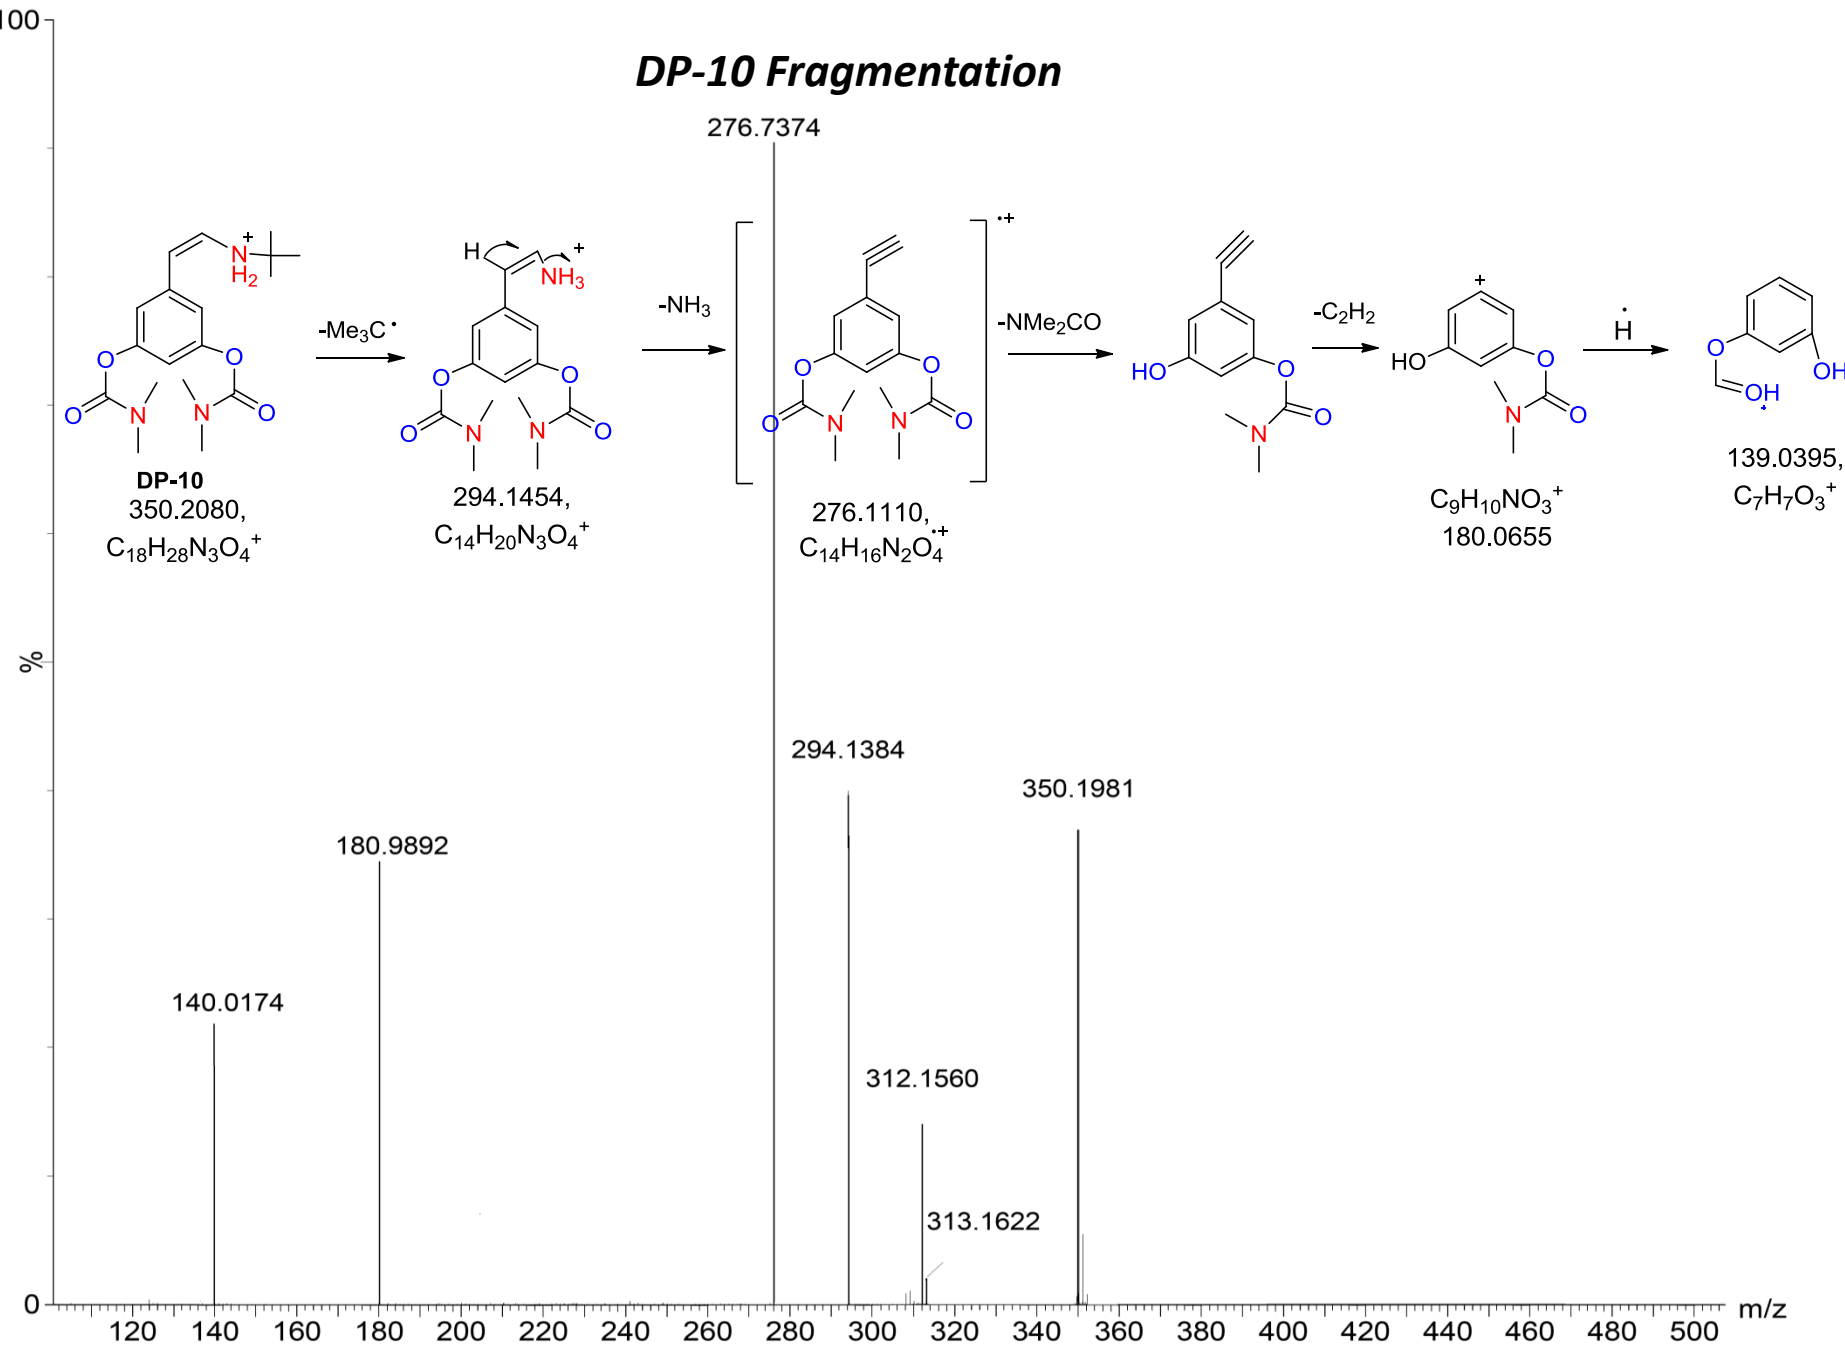 100
DP-10 Fragmentation
276.7374
N
+
H2
O
O
O
N
N
O
DP-10
350.2080,
C18H28N3O4+
-Me3C·
H
+
NH3
O
O
O
N
N
O
294.1454,
C14H20N3O4+
-NH3
·+
O
O
O
N
N
O
276.1110,
C14H16N2O4·+
-NMe2CO
HO
O
N
O
-C2H2
+
HO
O
N
O
C9H10NO3+
180.0655
Ḣ
O
OH
+
OH
139.0395,
C7H7O3+
%
294.1384
350.1981
180.9892
140.0174
312.1560
313.1622
0
120 140 160 180 200 220 240 260 280 300 320 340 360 380 400 420 440 460 480 500
m/z